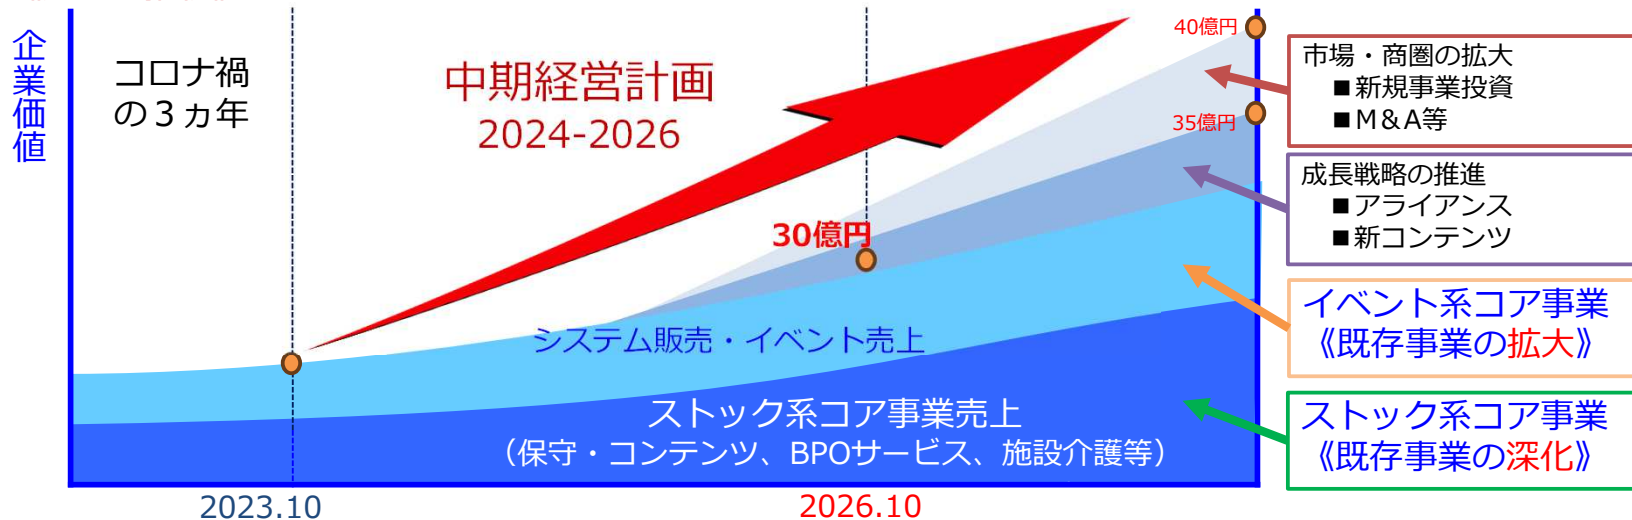 企業価値
コロナ禍
の3ヵ年
中期経営計画
2024-2026
40億円
35億円
30億円
システム販売・イベント売上
ストック系コア事業売上
（保守・コンテンツ、BPOサービス、施設介護等）
2023.10
2026.10
市場・商圏の拡大
■新規事業投資
■M&A等
成長戦略の推進
■アライアンス
■新コンテンツ
イベント系コア事業
《既存事業の拡大》
ストック系コア事業
《既存事業の深化》